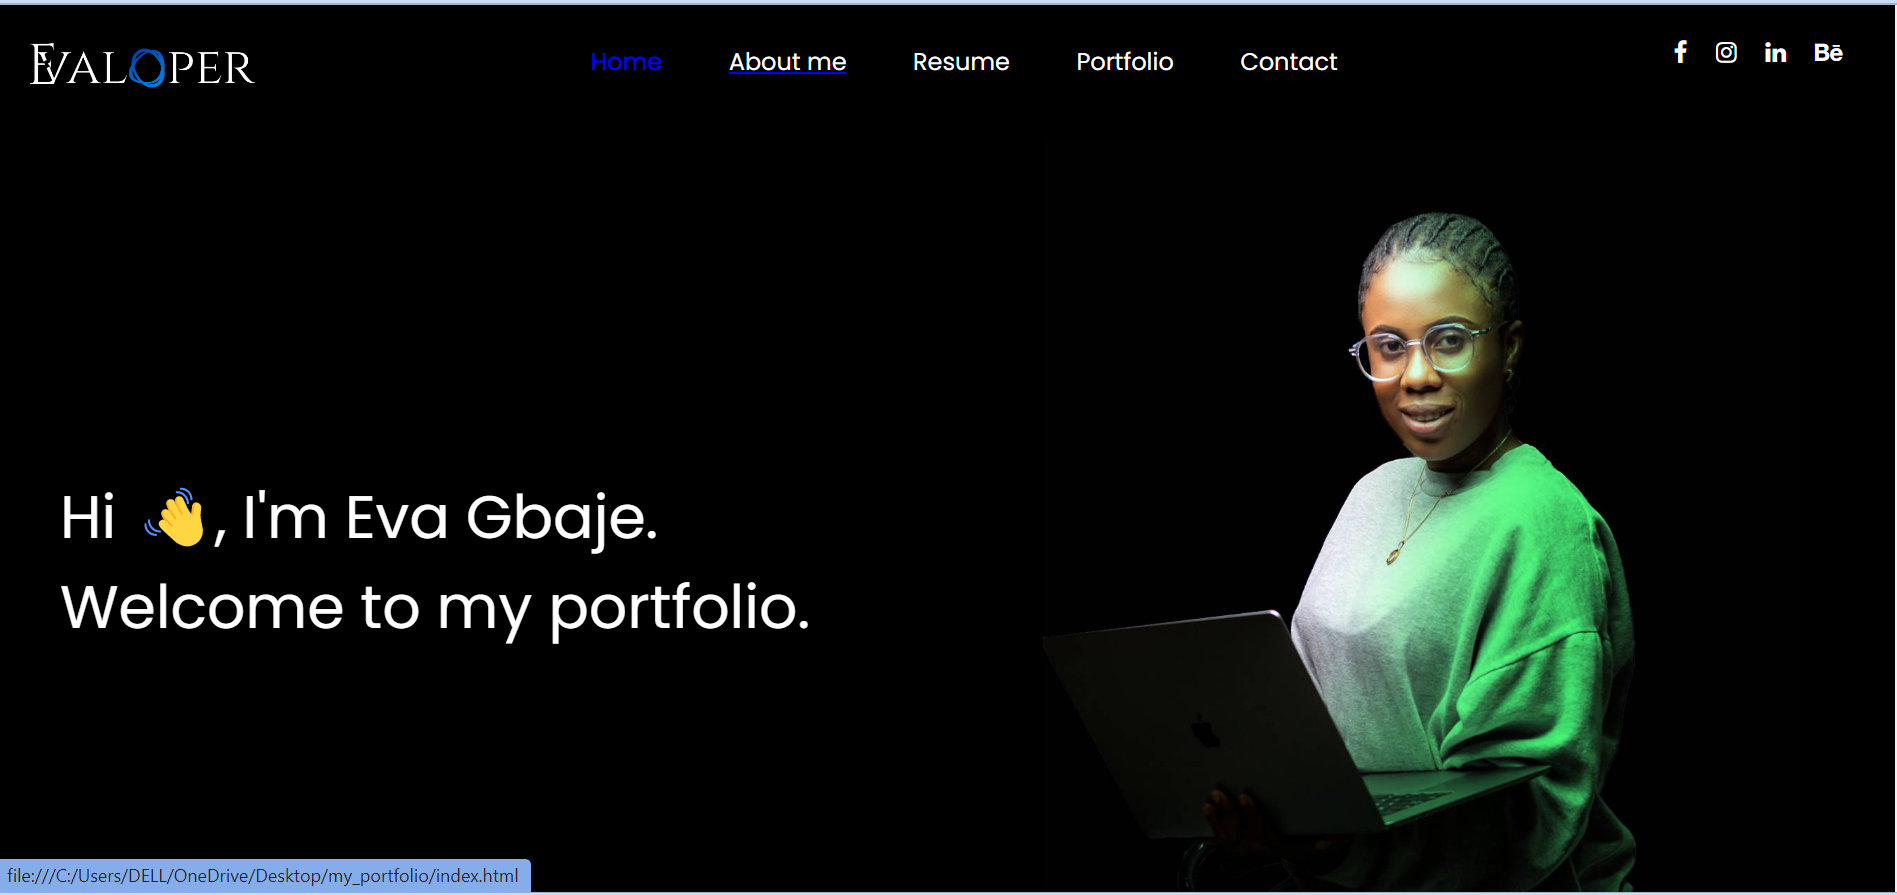 EVALOPER
Home About me Resume Portfolio Contact
Bē
Hi 👋, I'm Eva Gbaje.
Welcome to my portfolio.
file:///C:/Users/DELL/OneDrive/Desktop/my_portfolio/index.html